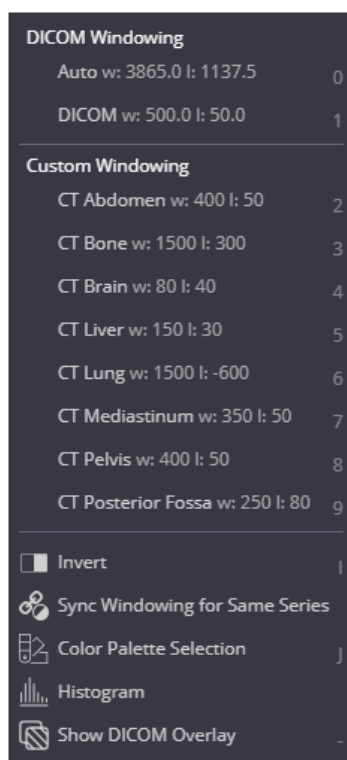 DICOM Windowing
Auto w: 3865.0 l: 1137.5 0
DICOM w: 500.0 l: 50.0 1
Custom Windowing
CT Abdomen w: 400 l: 50 2
CT Bone w: 1500 l: 300 3
CT Brain w: 80 l: 40 4
CT Liver w: 150 l: 30 5
CT Lung w: 1500 l: -600 6
CT Mediastinum w: 350 l: 50 7
CT Pelvis w: 400 l: 50 8
CT Posterior Fossa w: 250 l: 80 9
Invert I
Sync Windowing for Same Series
Color Palette Selection J
Histogram
Show DICOM Overlay -